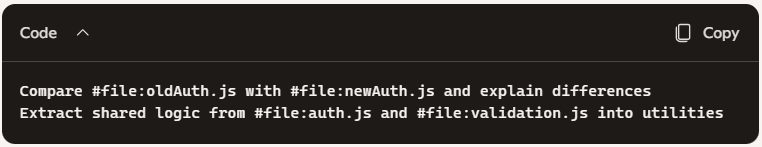 Code
Copy
Compare #file:oldAuth.js with #file:newAuth.js and explain differences
Extract shared logic from #file:auth.js and #file:validation.js into utilities